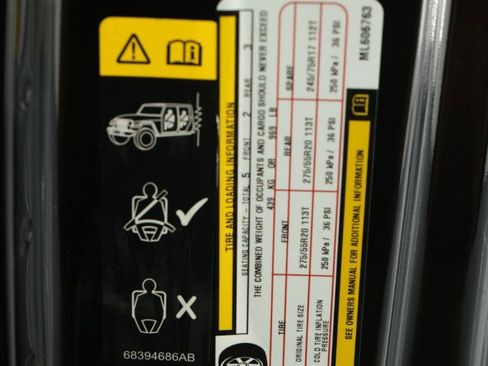 68394686AB
TIRE AND LOADING INFORMATION
SEATING CAPACITY - TOTAL 5 FRONT 2 REAR 3
THE COMBINED WEIGHT OF OCCUPANTS AND CARGO SHOULD NEVER EXCEED
439 KG OR 969 LB
TIRE FRONT REAR SPARE
ORIGINAL TIRE SIZE 275/55R20 113T 275/55R20 113T 245/75R17 112T
COLD TIRE INFLATION PRESSURE 250 kPa / 36 PSI 250 kPa / 36 PSI 250 kPa / 36 PSI
SEE OWNERS MANUAL FOR ADDITIONAL INFORMATION
ML606763